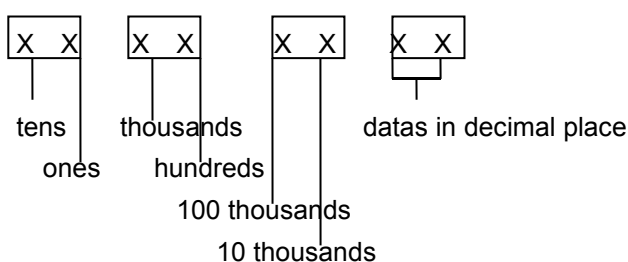 X X X X X X X X
tens thousands datas in decimal place
ones hundreds
100 thousands
10 thousands